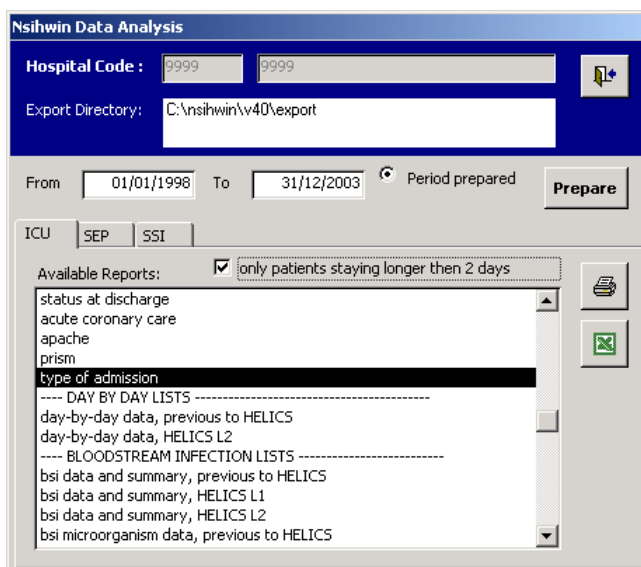 Nsihwin Data Analysis
Hospital Code : 9999 9999
Export Directory: C:\nsihwin\v40\export
From 01/01/1998 To 31/12/2003 Period prepared Prepare
ICU SEP SSI
Available Reports: only patients staying longer then 2 days
status at discharge
acute coronary care
apache
prism
type of admission
---- DAY BY DAY LISTS ------------------------------------------
day-by-day data, previous to HELICS
day-by-day data, HELICS L2
---- BLOODSTREAM INFECTION LISTS --------------------------
bsi data and summary, previous to HELICS
bsi data and summary, HELICS L1
bsi data and summary, HELICS L2
bsi microorganism data, previous to HELICS